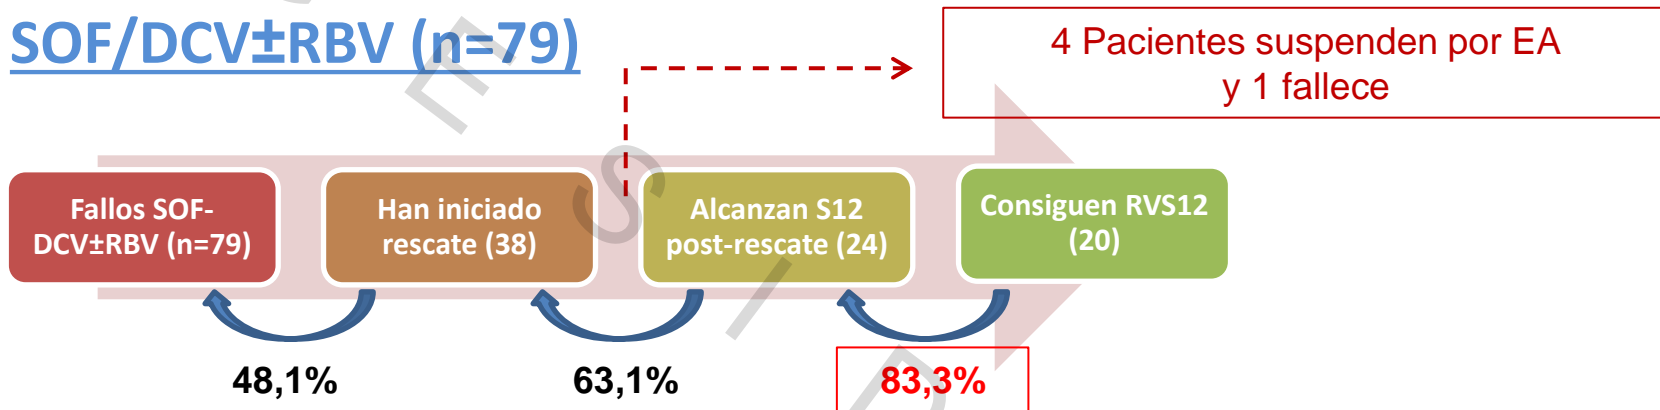 SOF/DCV±RBV (n=79)
4 Pacientes suspenden por EA
y 1 fallece
Fallos SOF-
DCV±RBV (n=79)
Han iniciado
rescate (38)
Alcanzan S12
post-rescate (24)
Consiguen RVS12
(20)
48,1%
63,1%
83,3%